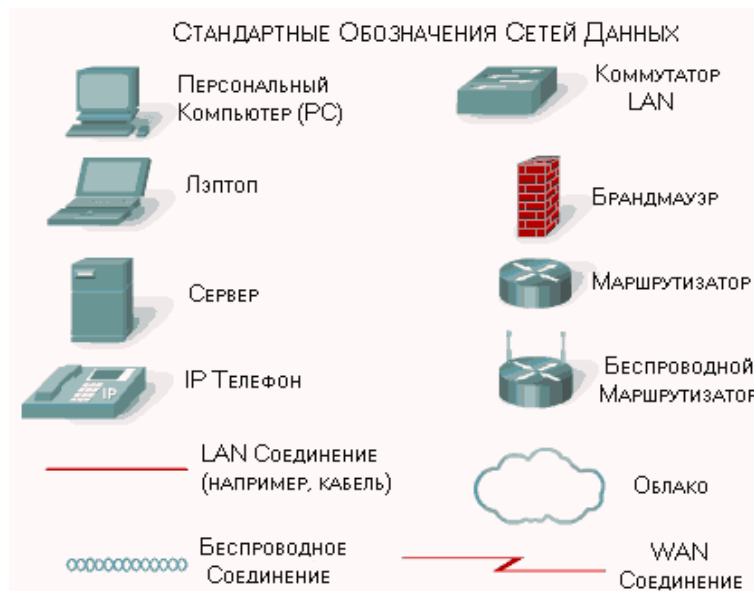 Стандартные Обозначения Сетей Данных
Персональный
Компьютер (PC)
Коммутатор
LAN
Лэптоп
Брандмауэр
Сервер
Маршрутизатор
IP
IP Телефон
Беспроводной
Маршрутизатор
LAN Соединение
(например, кабель)
Облако
Беспроводное
Соединение
WAN
Соединение